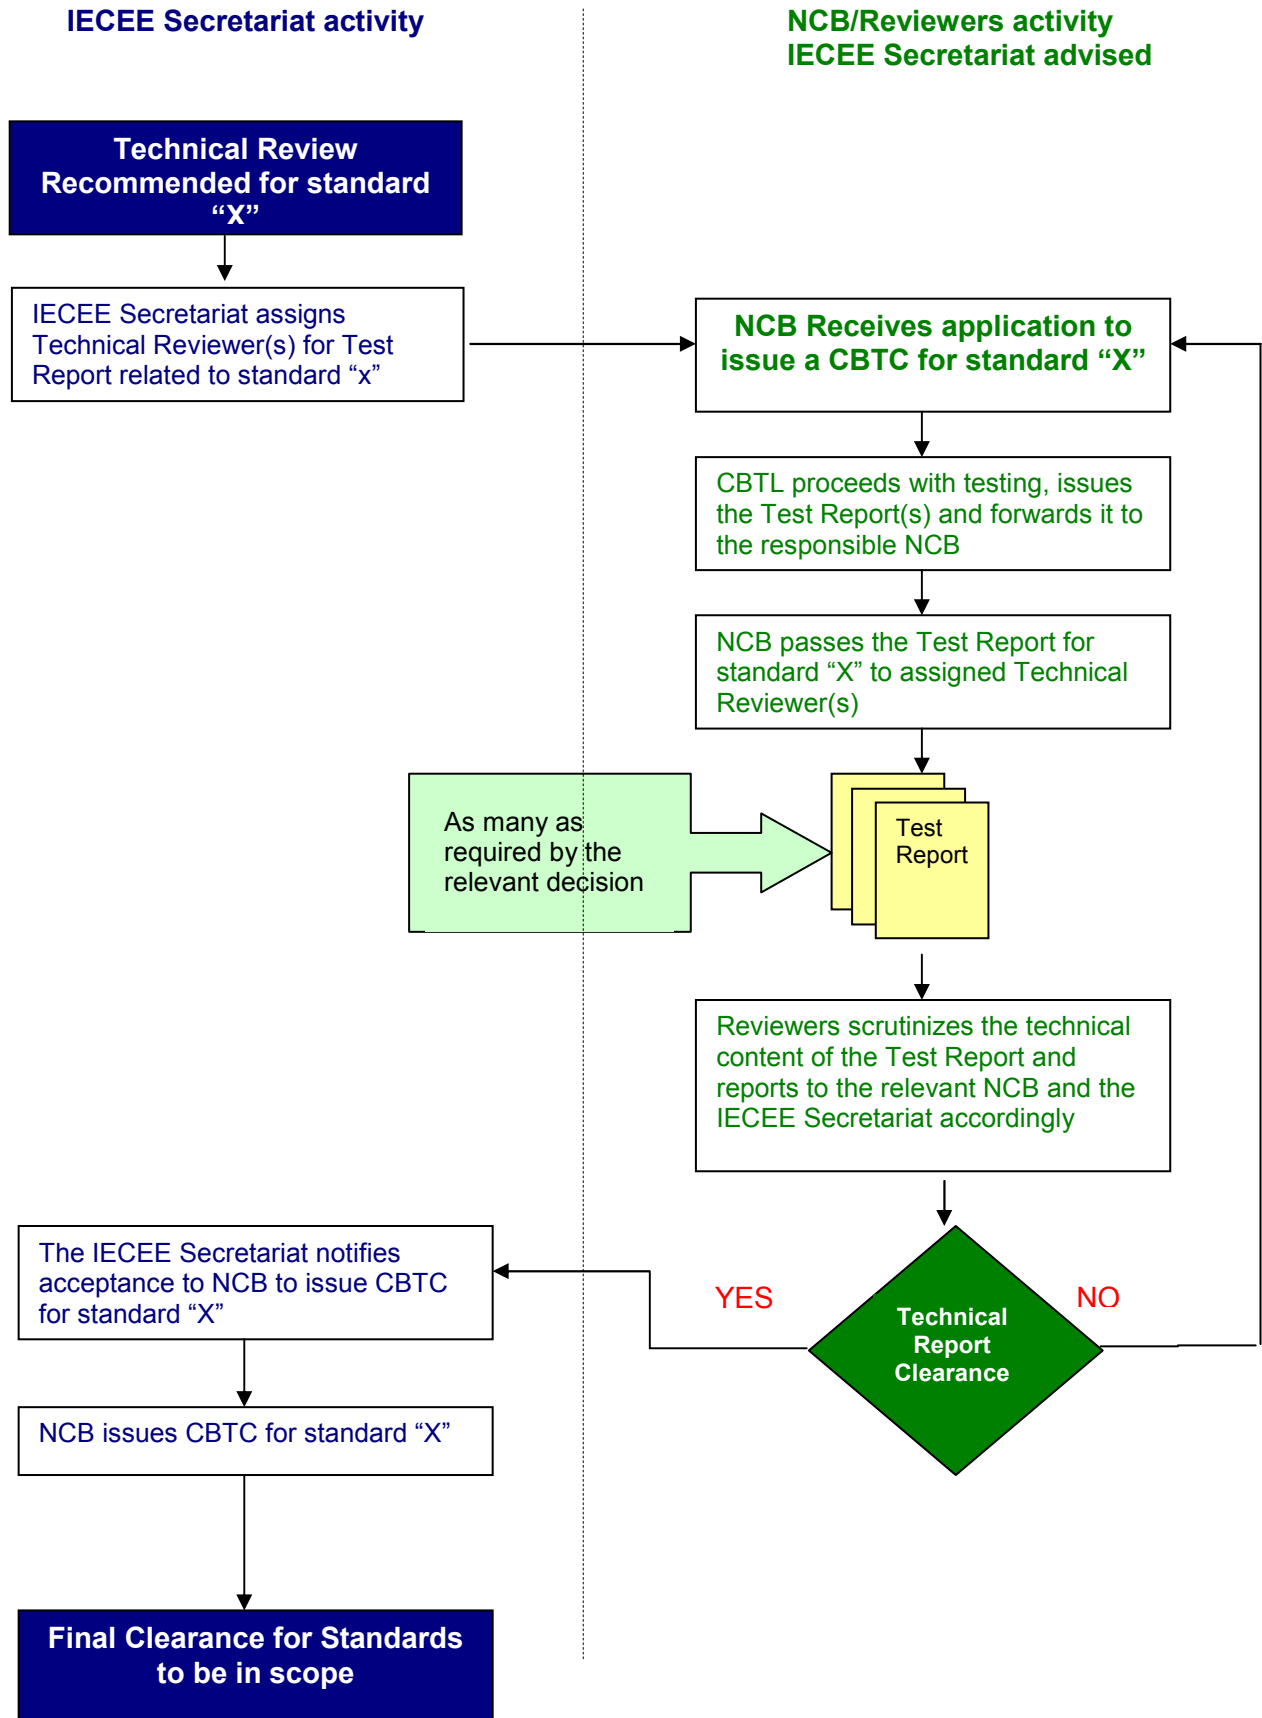 IECEE Secretariat activity
NCB/Reviewers activity
IECEE Secretariat advised
Technical Review
Recommended for standard
“X”
IECEE Secretariat assigns
Technical Reviewer(s) for Test
Report related to standard “x”
NCB Receives application to
issue a CBTC for standard “X”
CBTL proceeds with testing, issues
the Test Report(s) and forwards it to
the responsible NCB
NCB passes the Test Report for
standard “X” to assigned Technical
Reviewer(s)
As many as
required by the
relevant decision
Test
Report
Reviewers scrutinizes the technical
content of the Test Report and
reports to the relevant NCB and the
IECEE Secretariat accordingly
The IECEE Secretariat notifies
acceptance to NCB to issue CBTC
for standard “X”
YES
NO
Technical
Report
Clearance
NCB issues CBTC for standard “X”
Final Clearance for Standards
to be in scope